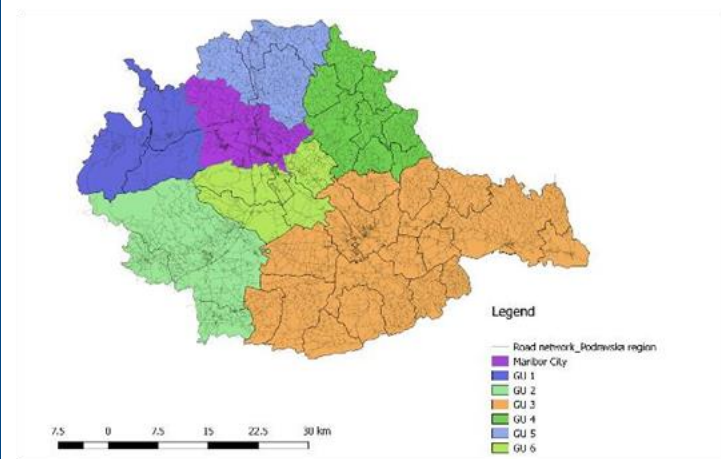 Legend
Road network_Podravska region
Maribor City
GU 1
GU 2
GU 3
GU 4
GU 5
GU 6
7.5 0 7.5 15 22.5 30 km